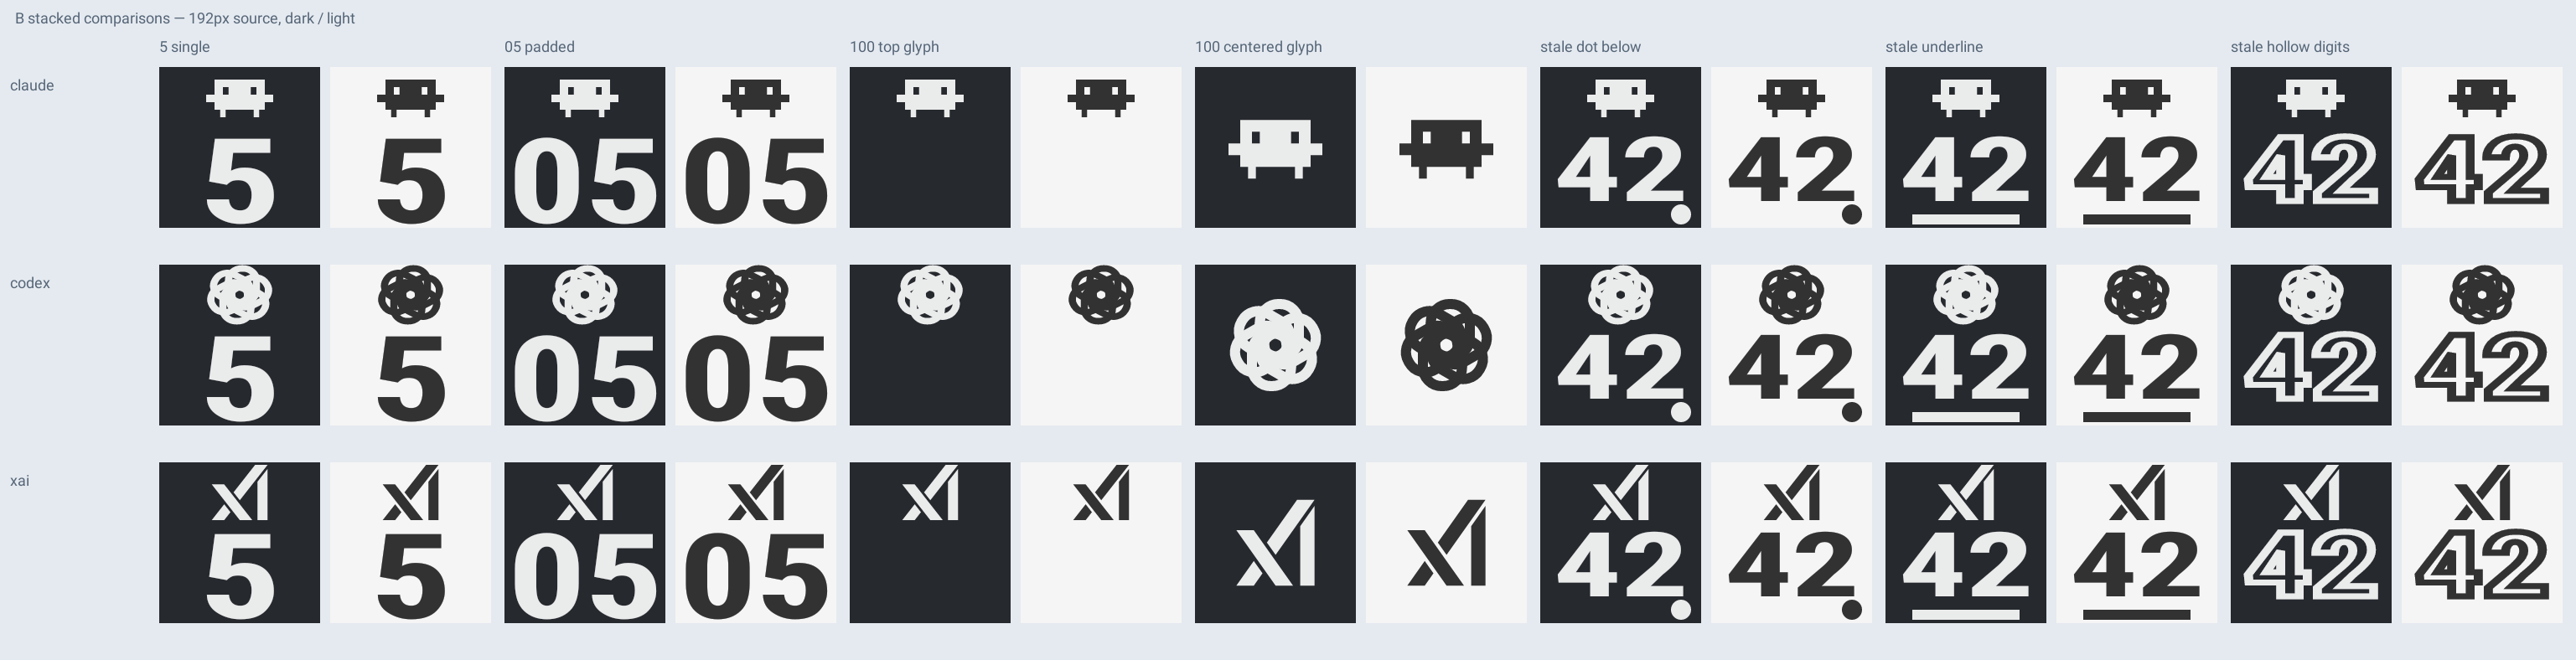 B stacked comparisons — 192px source, dark / light
5 single 05 padded 100 top glyph 100 centered glyph stale dot below stale underline stale hollow digits
claude
5 5 05 05 42 42 42 42 42 42
codex
5 5 05 05 42 42 42 42 42 42
xai
5 5 05 05 42 42 42 42 42 42